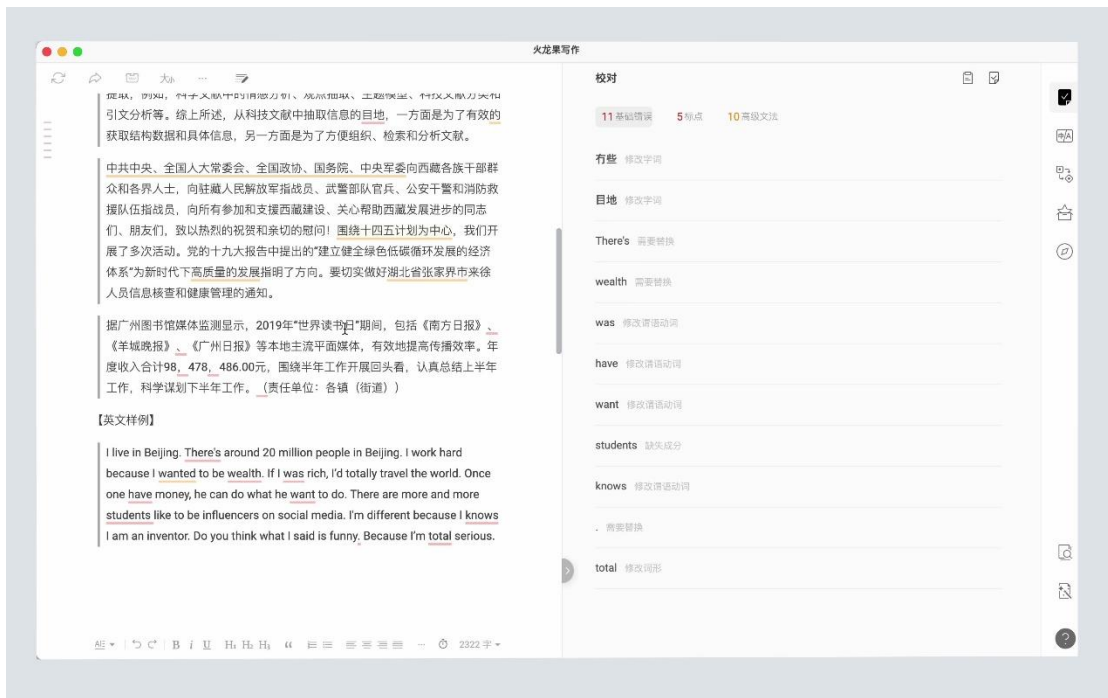 火龙果写作
提取，例如，科学文献中的情感分析、观点抽取、主题模型、科技文献分类和
引文分析等。综上所述，从科技文献中抽取信息的目地，一方面是为了有效的
获取结构数据和具体信息，另一方面是为了方便组织、检索和分析文献。
中共中央、全国人大常委会、全国政协、国务院、中央军委向西藏各族干部群
众和各界人士，向驻藏人民解放军指战员、武警部队官兵、公安干警和消防救
援队伍指战员，向所有参加和支援西藏建设、关心帮助西藏发展进步的同志
们、朋友们，致以热烈的祝贺和亲切的慰问！围绕十四五计划为中心，我们开
展了多次活动。党的十九大报告中提出的“建立健全绿色低碳循环发展的经济
体系”为新时代下高质量的发展指明了方向。要切实做好湖北省张家界市来徐
人员信息核查和健康管理的通知。
据广州图书馆媒体监测显示，2019年“世界读书日”期间，包括《南方日报》、
《羊城晚报》、《广州日报》等本地主流平面媒体，有效地提高传播效率。年
度收入合计98，478，486.00元，围绕半年工作开展回头看，认真总结上半年
工作，科学谋划下半年工作。（责任单位：各镇（街道））
【英文样例】
I live in Beijing. There's around 20 million people in Beijing. I work hard
because I wanted to be wealth. If I was rich, I'd totally travel the world. Once
one have money, he can do what he want to do. There are more and more
students like to be influencers on social media. I'm different because I knows
I am an inventor. Do you think what I said is funny. Because I'm total serious.
B I U H₁ H₂ H₃ 2322 字
校对
11 基础错误 5 标点 10 高级文法
冇些 修改字词
目地 修改字词
There's 需要替换
wealth 需要替换
was 修改谓语动词
have 修改谓语动词
want 修改谓语动词
students 缺失成分
knows 修改谓语动词
. 需要替换
total 修改词形